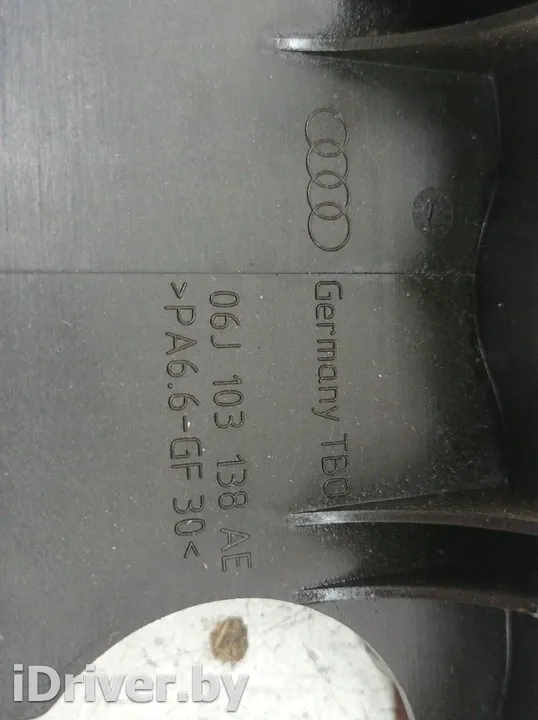 Germany TBO
06J 103 138 AE
>PA6.6-GF 30<
iDriver.by